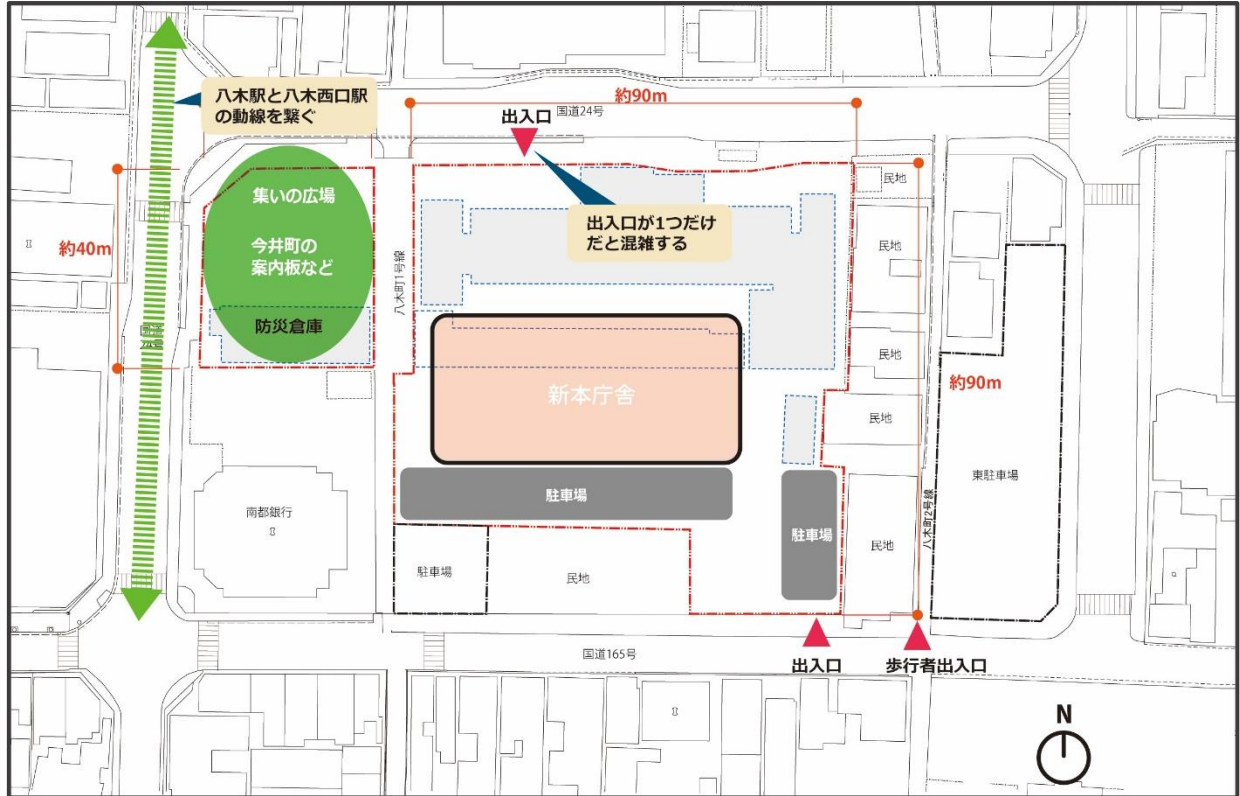 八木駅と八木西口駅
の動線を繋ぐ
約90m
出入口
国道24号
集いの広場
今井町の
案内板など
防災倉庫
約40m
国道24号
八木町1号線
出入口が1つだけ
だと混雑する
民地
民地
民地
民地
民地
約90m
新本庁舎
駐車場
駐車場
東駐車場
八木町2号線
南都銀行
駐車場
民地
国道165号
出入口
歩行者出入口
N